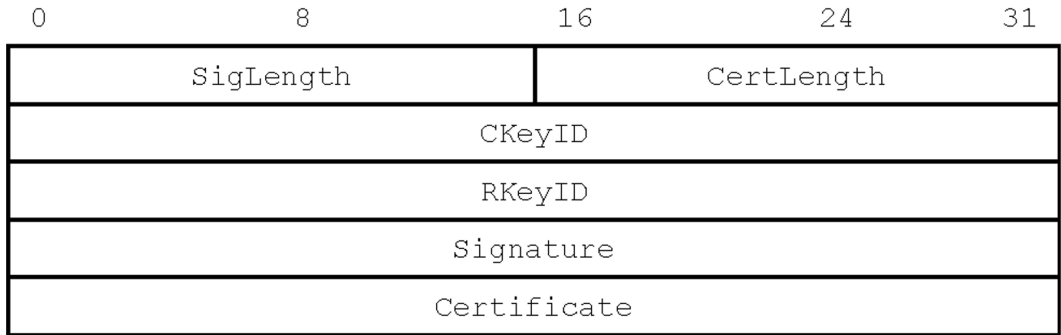 0 8 16 24 31
SigLength CertLength
CKeyID
RKeyID
Signature
Certificate